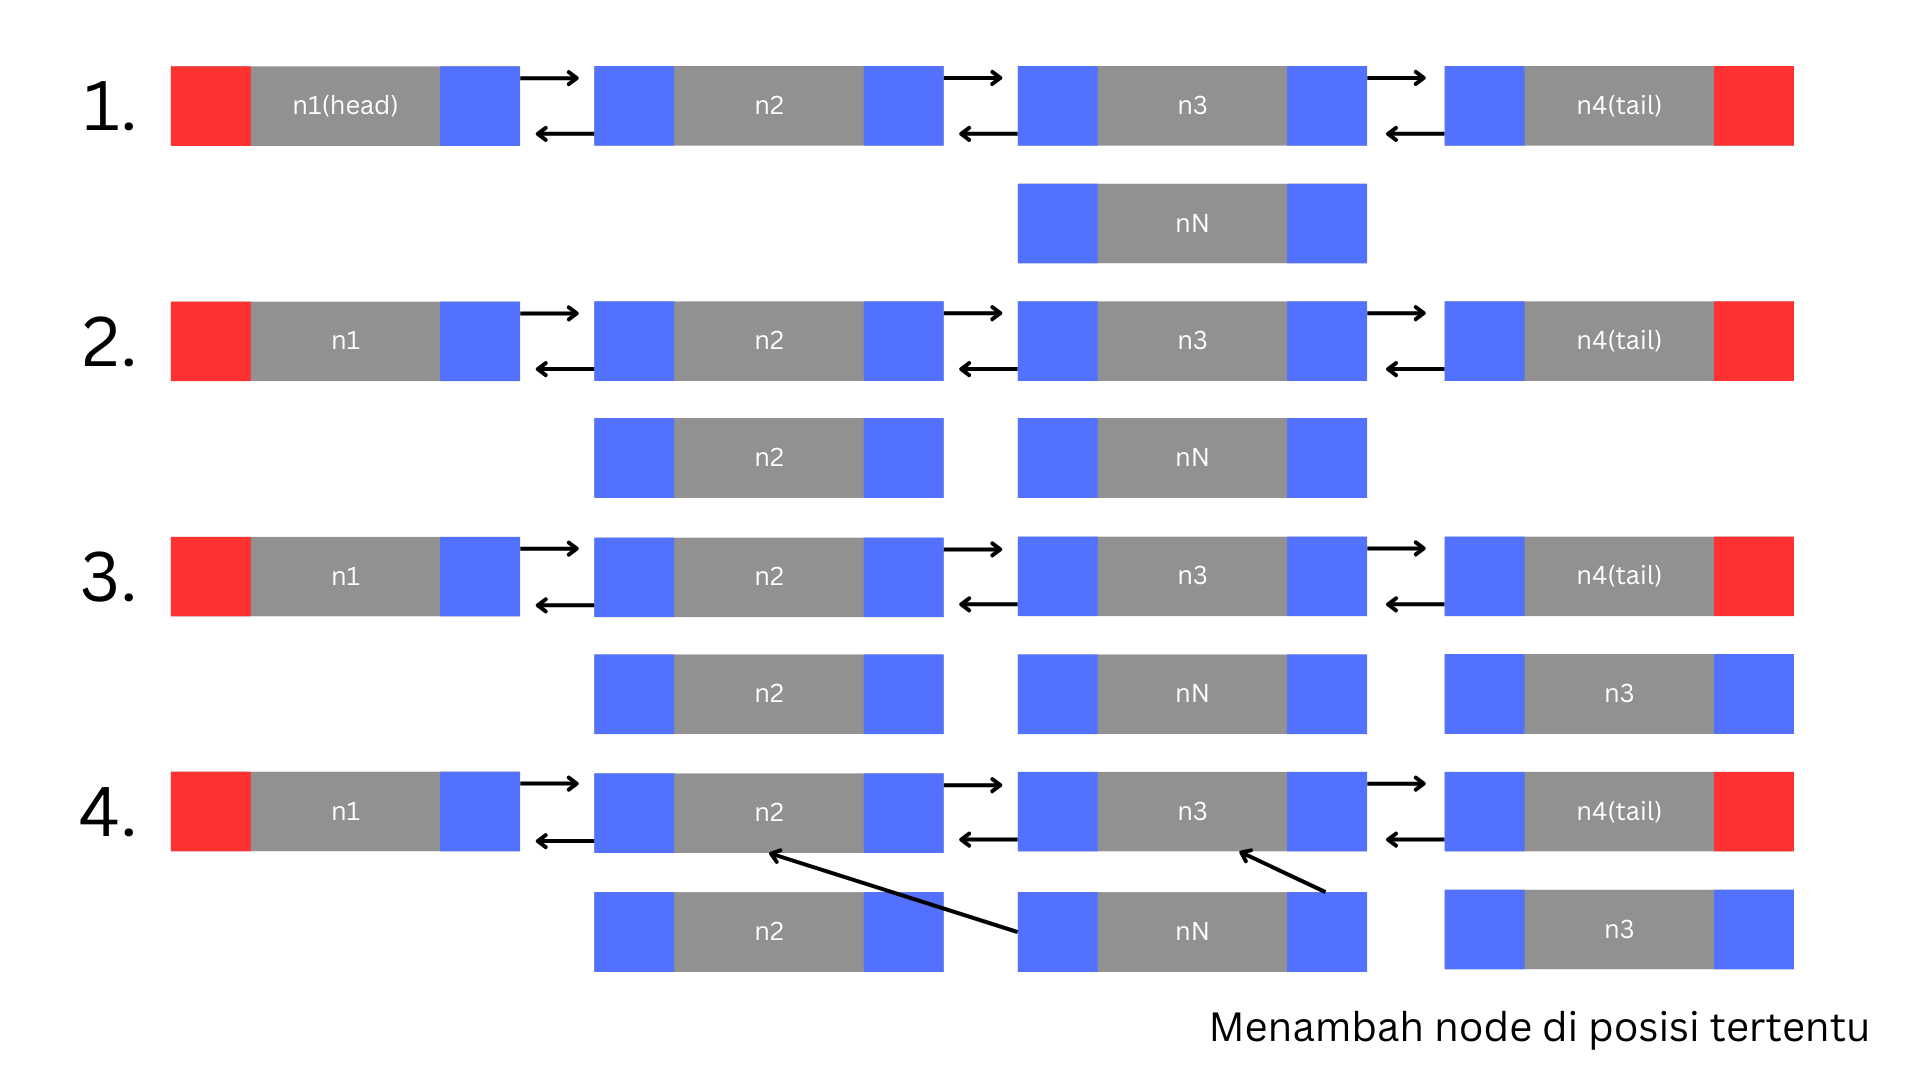 1. n1(head) n2 n3 n4(tail)
nN
2. n1 n2 n3 n4(tail)
n2 nN
3. n1 n2 n3 n4(tail)
n2 nN n3
4. n1 n2 n3 n4(tail)
n2 nN n3
Menambah node di posisi tertentu